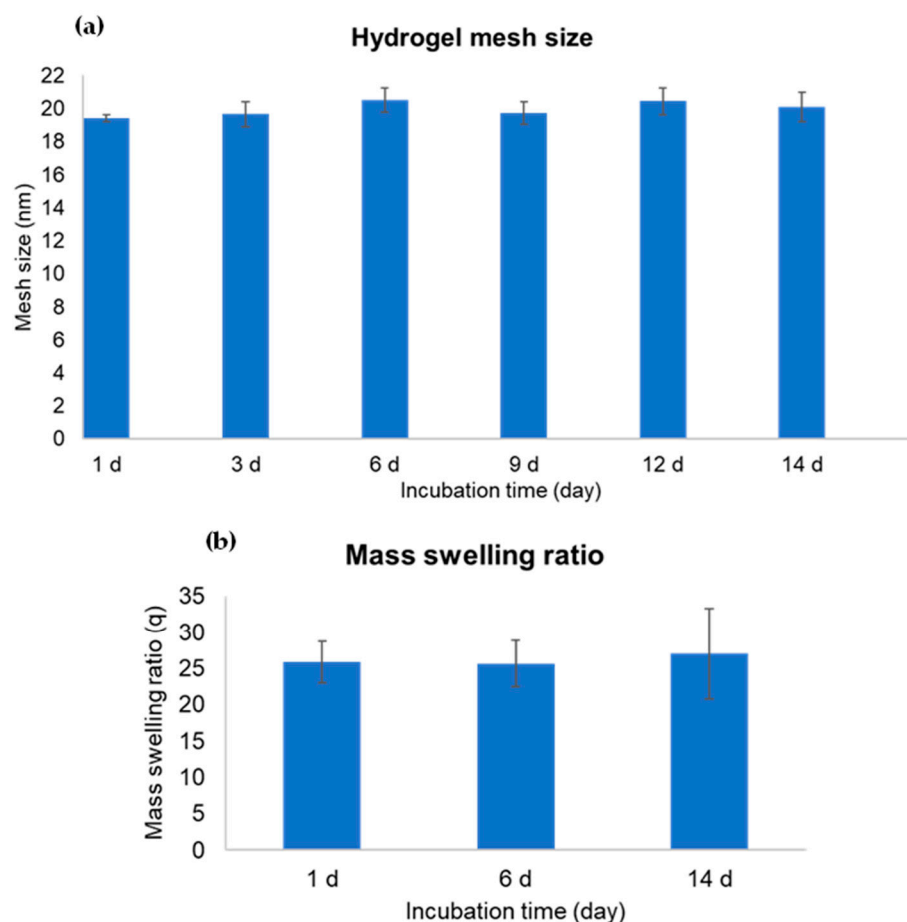 (a)
Hydrogel mesh size
Mesh size (nm)
22
20
18
16
14
12
10
8
6
4
2
0
1 d 3 d 6 d 9 d 12 d 14 d
Incubation time (day)
(b)
Mass swelling ratio
Mass swelling ratio (q)
35
30
25
20
15
10
5
0
1 d 6 d 14 d
Incubation time (day)